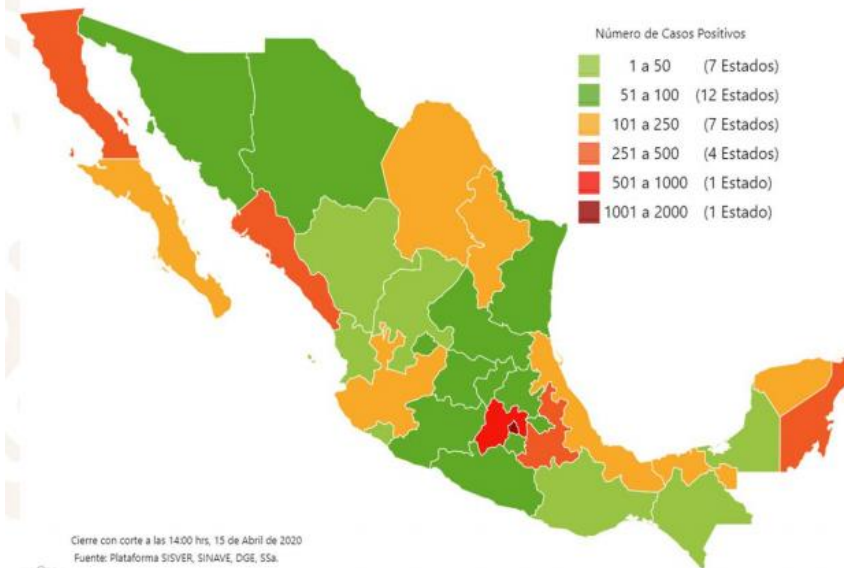 Número de Casos Positivos
1 a 50 (7 Estados)
51 a 100 (12 Estados)
101 a 250 (7 Estados)
251 a 500 (4 Estados)
501 a 1000 (1 Estado)
1001 a 2000 (1 Estado)
Cierre con corte a las 14:00 hrs, 15 de Abril de 2020
Fuente: Plataforma SISVER, SINAVE, DGE, SSa.